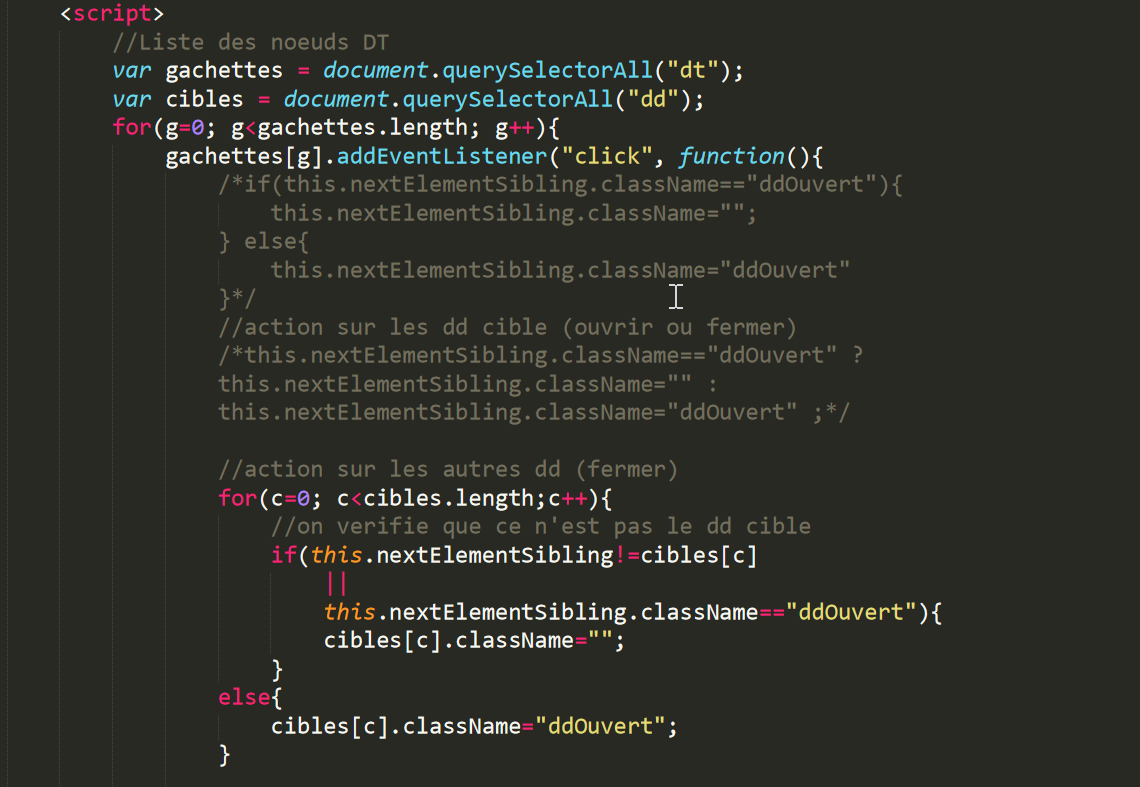 <script>
//Liste des noeuds DT
var gachettes = document.querySelectorAll("dt");
var cibles = document.querySelectorAll("dd");
for(g=0; g<gachettes.length; g++){
gachettes[g].addEventListener("click", function(){
/*if(this.nextElementSibling.className=="ddOuvert"){
this.nextElementSibling.className="";
} else{
this.nextElementSibling.className="ddOuvert"
}*/
//action sur les dd cible (ouvrir ou fermer)
/*this.nextElementSibling.className=="ddOuvert" ?
this.nextElementSibling.className="" :
this.nextElementSibling.className="ddOuvert" ;*/
//action sur les autres dd (fermer)
for(c=0; c<cibles.length;c++){
//on verifie que ce n'est pas le dd cible
if(this.nextElementSibling!=cibles[c]
||
this.nextElementSibling.className=="ddOuvert"){
cibles[c].className="";
}
else{
cibles[c].className="ddOuvert";
}